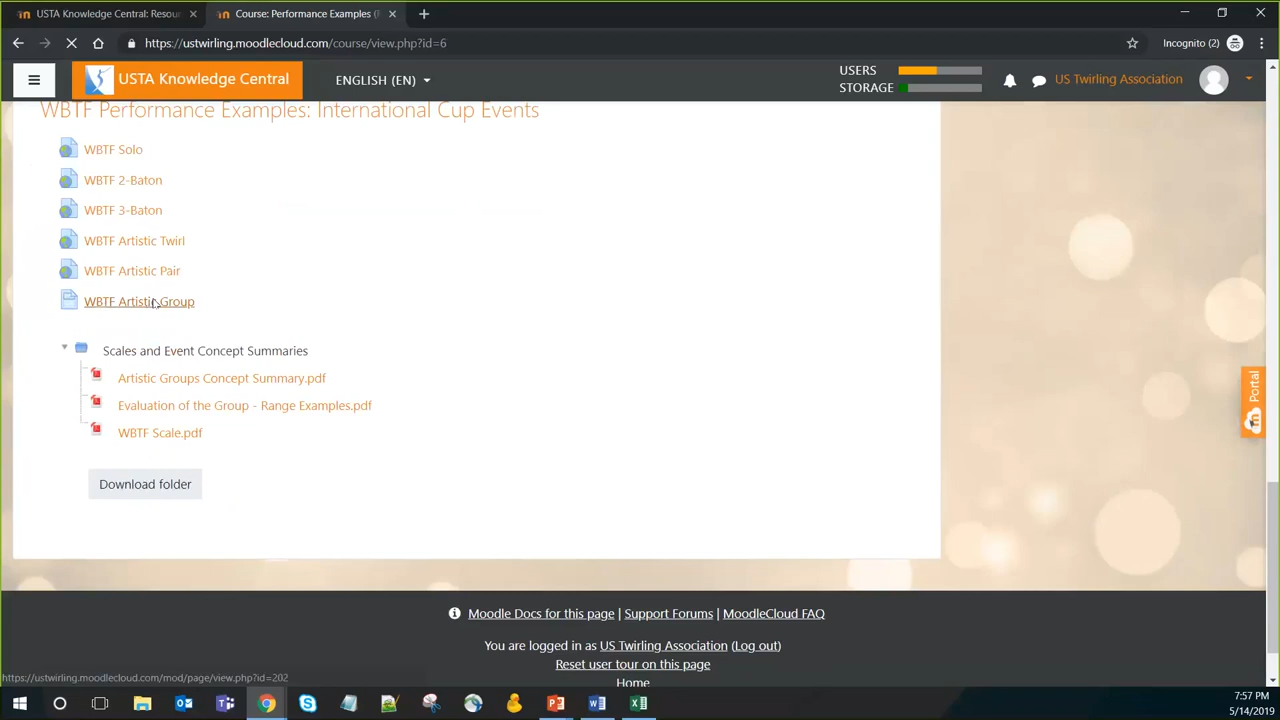 USTA Knowledge Central: Resou
Course: Performance Examples (
https://ustwirling.moodlecloud.com/course/view.php?id=6
Incognito (2)
USTA Knowledge Central
ENGLISH (EN)
USERS
STORAGE
US Twirling Association
WBTF Performance Examples: International Cup Events
WBTF Solo
WBTF 2-Baton
WBTF 3-Baton
WBTF Artistic Twirl
WBTF Artistic Pair
WBTF Artistic Group
Scales and Event Concept Summaries
Artistic Groups Concept Summary.pdf
Evaluation of the Group - Range Examples.pdf
WBTF Scale.pdf
Portal
Download folder
Moodle Docs for this page | Support Forums | MoodleCloud FAQ
You are logged in as US Twirling Association (Log out)
Reset user tour on this page
Home
https://ustwirling.moodlecloud.com/mod/page/view.php?id=202
7:57 PM
5/14/2019